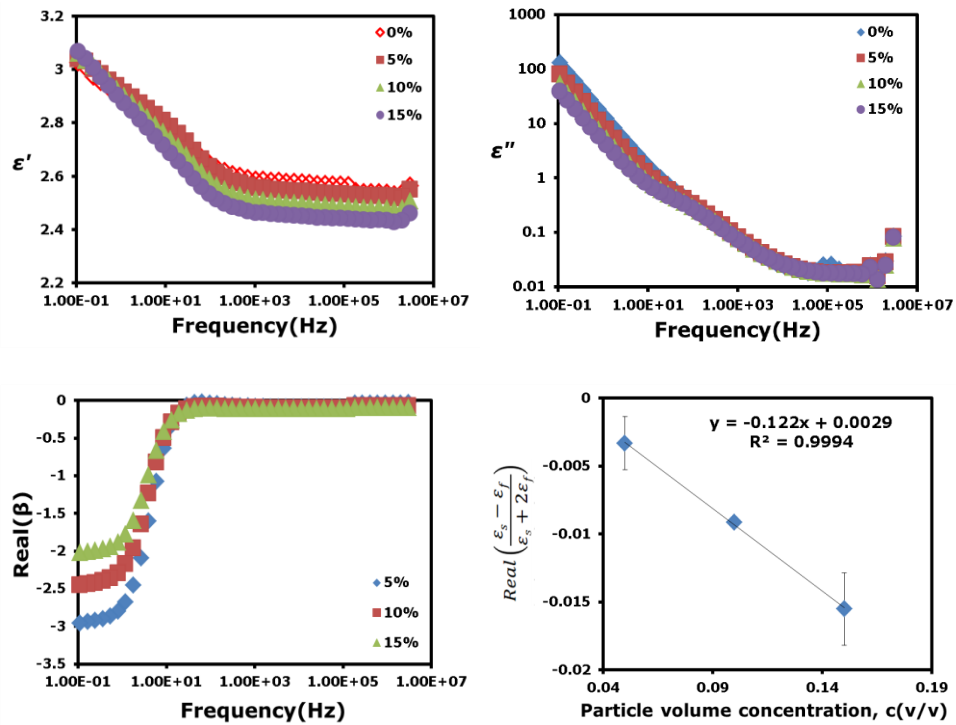 3.2
3
2.8
2.6
2.4
2.2
ε'
0%
5%
10%
15%
1.00E-01 1.00E+01 1.00E+03 1.00E+05 1.00E+07
Frequency(Hz)
1000
100
10
1
0.1
0.01
ε"
0%
5%
10%
15%
1.00E-01 1.00E+01 1.00E+03 1.00E+05 1.00E+07
Frequency(Hz)
0
-0.5
-1
-1.5
-2
-2.5
-3
-3.5
Real(β)
5%
10%
15%
1.00E-01 1.00E+01 1.00E+03 1.00E+05 1.00E+07
Frequency(Hz)
0
-0.005
-0.01
-0.015
-0.02
Real (εs − εf / εs + 2εf)
y = -0.122x + 0.0029
R² = 0.9994
0.04 0.09 0.14 0.19
Particle volume concentration, c(v/v)